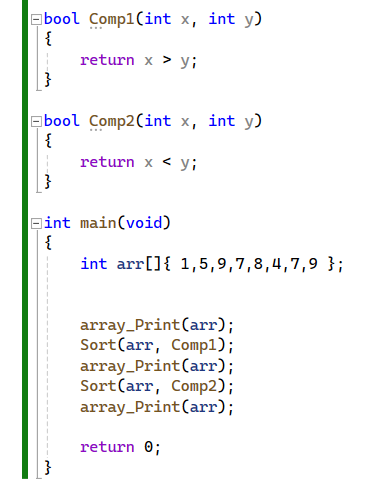 bool Comp1(int x, int y)
{
return x > y;
}
bool Comp2(int x, int y)
{
return x < y;
}
int main(void)
{
int arr[]{ 1,5,9,7,8,4,7,9 };
array_Print(arr);
Sort(arr, Comp1);
array_Print(arr);
Sort(arr, Comp2);
array_Print(arr);
return 0;
}